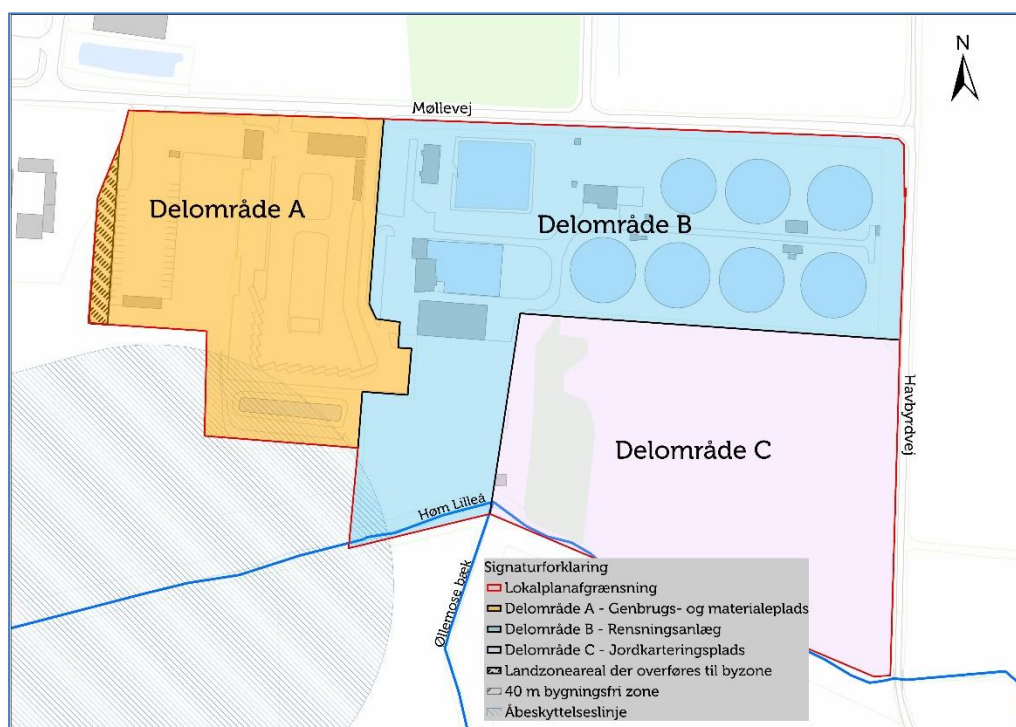 N
Møllevej
Delområde A
Delområde B
Havbyrdvej
Delområde C
Høm Lilleå
Øllemose bæk
Signaturforklaring
Lokalplanafgrænsning
Delområde A - Genbrugs- og materialeplads
Delområde B - Rensningsanlæg
Delområde C - Jordkarteringsplads
Landzoneareal der overføres til byzone
40 m bygningsfri zone
Åbeskyttelseslinje